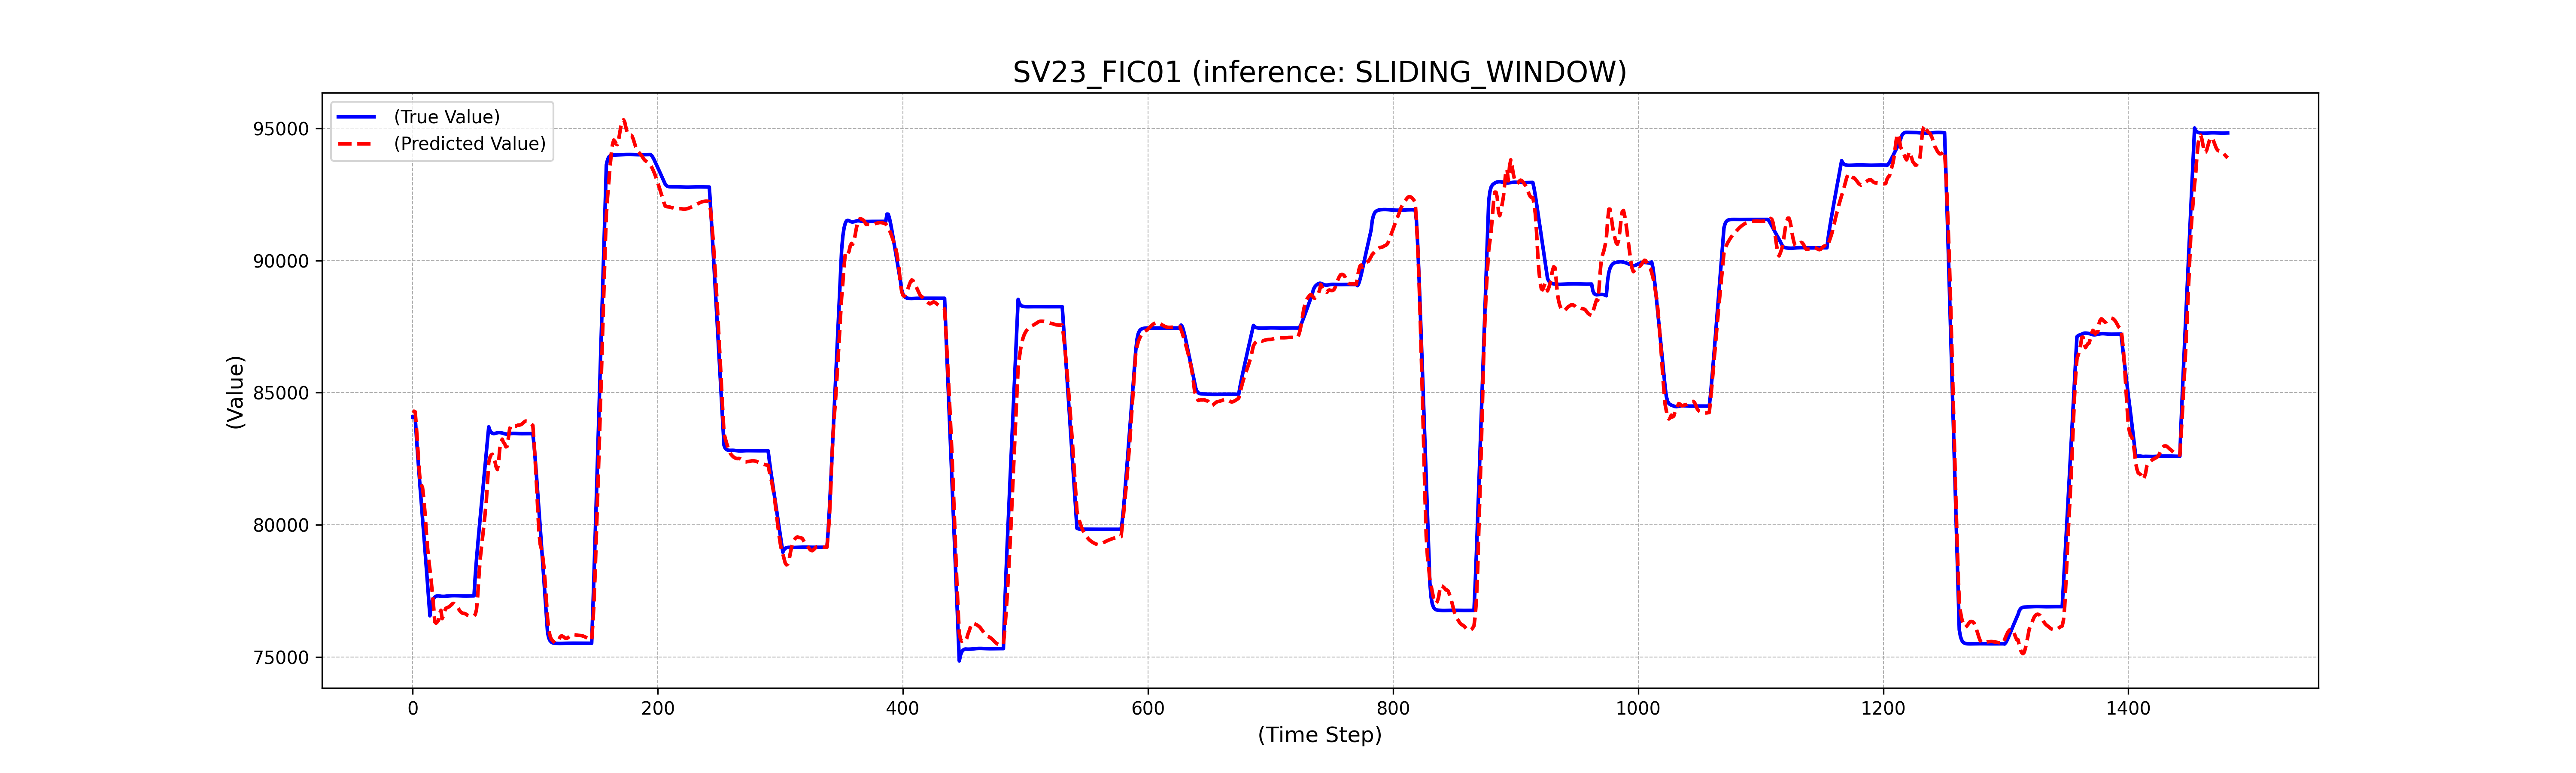 SV23_FIC01 (inference: SLIDING_WINDOW)
(True Value)
(Predicted Value)
95000
90000
85000
80000
75000
(Value)
0 200 400 600 800 1000 1200 1400
(Time Step)